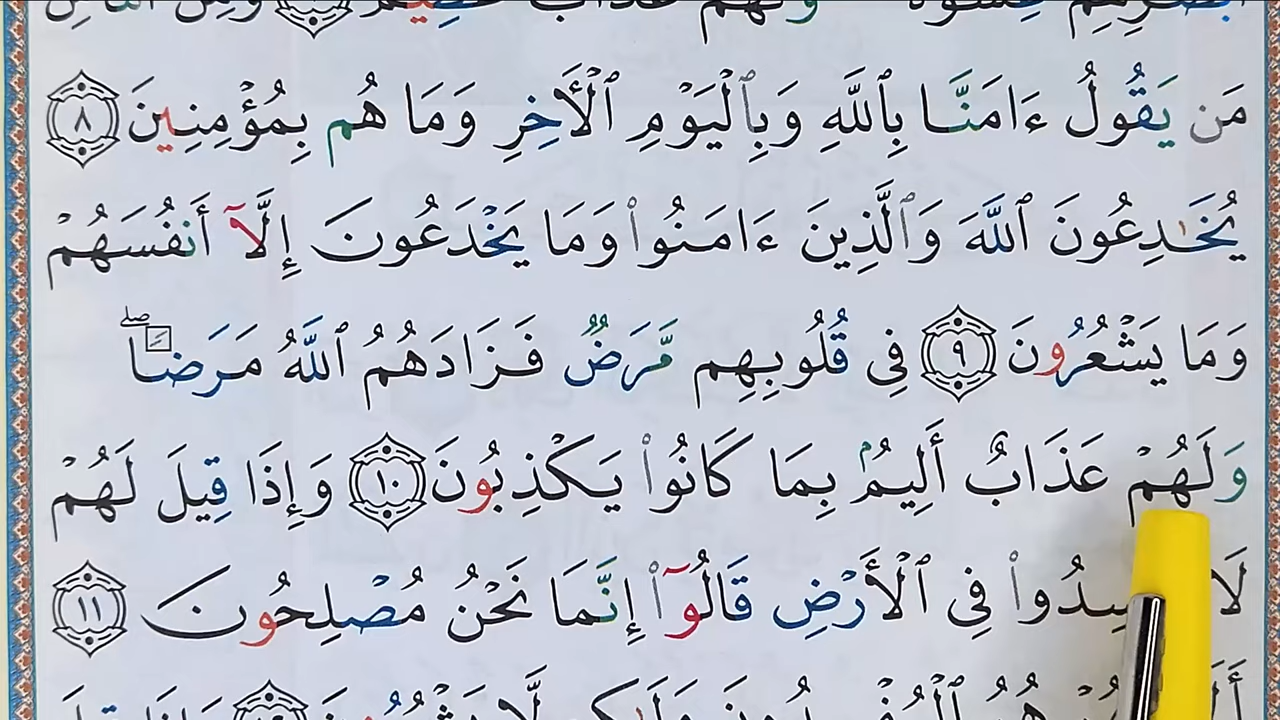 مَن يَقُولُ ءَامَنَّا بِٱللَّهِ وَبِٱلْيَوْمِ ٱلْأَخِرِ وَمَا هُم بِمُؤْمِنِينَ ٨
يُخَـٰدِعُونَ ٱللَّهَ وَٱلَّذِينَ ءَامَنُوا۟ وَمَا يَخْدَعُونَ إِلَّآ أَنفُسَهُمْ
وَمَا يَشْعُرُونَ ٩ فِى قُلُوبِهِم مَّرَضٌ فَزَادَهُمُ ٱللَّهُ مَرَضًا ۖ
وَلَهُمْ عَذَابٌ أَلِيمُۢ بِمَا كَانُوا۟ يَكْذِبُونَ ١٠ وَإِذَا قِيلَ لَهُمْ
فِى ٱلْأَرْضِ قَالُوٓا۟ إِنَّمَا نَحْنُ مُصْلِحُونَ ١١